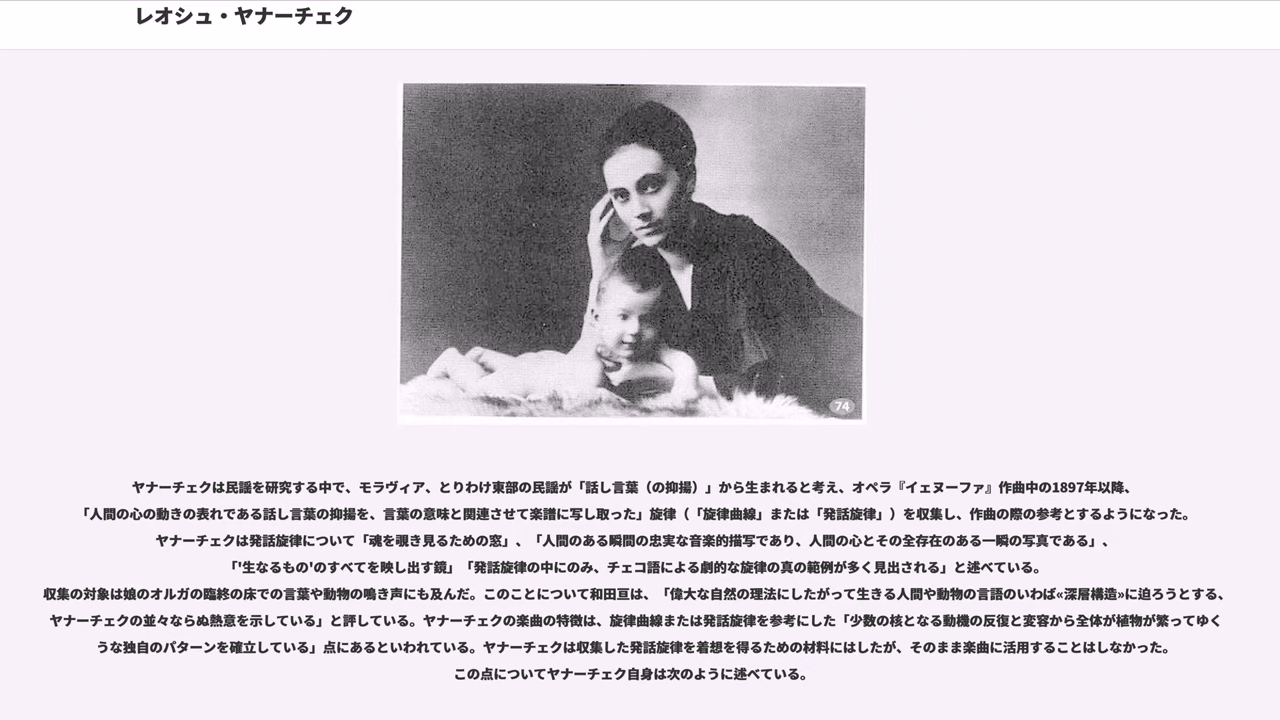 レオシュ・ヤナーチェク
74
ヤナーチェクは民謡を研究する中で、モラヴィア、とりわけ東部の民謡が「話し言葉（の抑揚）」から生まれると考え、オペラ『イェヌーファ』作曲中の1897年以降、
「人間の心の動きの表れである話し言葉の抑揚を、言葉の意味と関連させて楽譜に写し取った」旋律（「旋律曲線」または「発話旋律」）を収集し、作曲の際の参考とするようになった。
ヤナーチェクは発話旋律について「魂を覗き見るための窓」、「人間のある瞬間の忠実な音楽的描写であり、人間の心とその全存在のある一瞬の写真である」、
「'生なるもの'のすべてを映し出す鏡」「発話旋律の中にのみ、チェコ語による劇的な旋律の真の範例が多く見出される」と述べている。
収集の対象は娘のオルガの臨終の床での言葉や動物の鳴き声にも及んだ。このことについて和田亘は、「偉大な自然の理法にしたがって生きる人間や動物の言語のいわば«深層構造»に迫ろうとする、
ヤナーチェクの並々ならぬ熱意を示している」と評している。ヤナーチェクの楽曲の特徴は、旋律曲線または発話旋律を参考にした「少数の核となる動機の反復と変容から全体が植物が繁ってゆく
うな独自のパターンを確立している」点にあるといわれている。ヤナーチェクは収集した発話旋律を着想を得るための材料にはしたが、そのまま楽曲に活用することはしなかった。
この点についてヤナーチェク自身は次のように述べている。